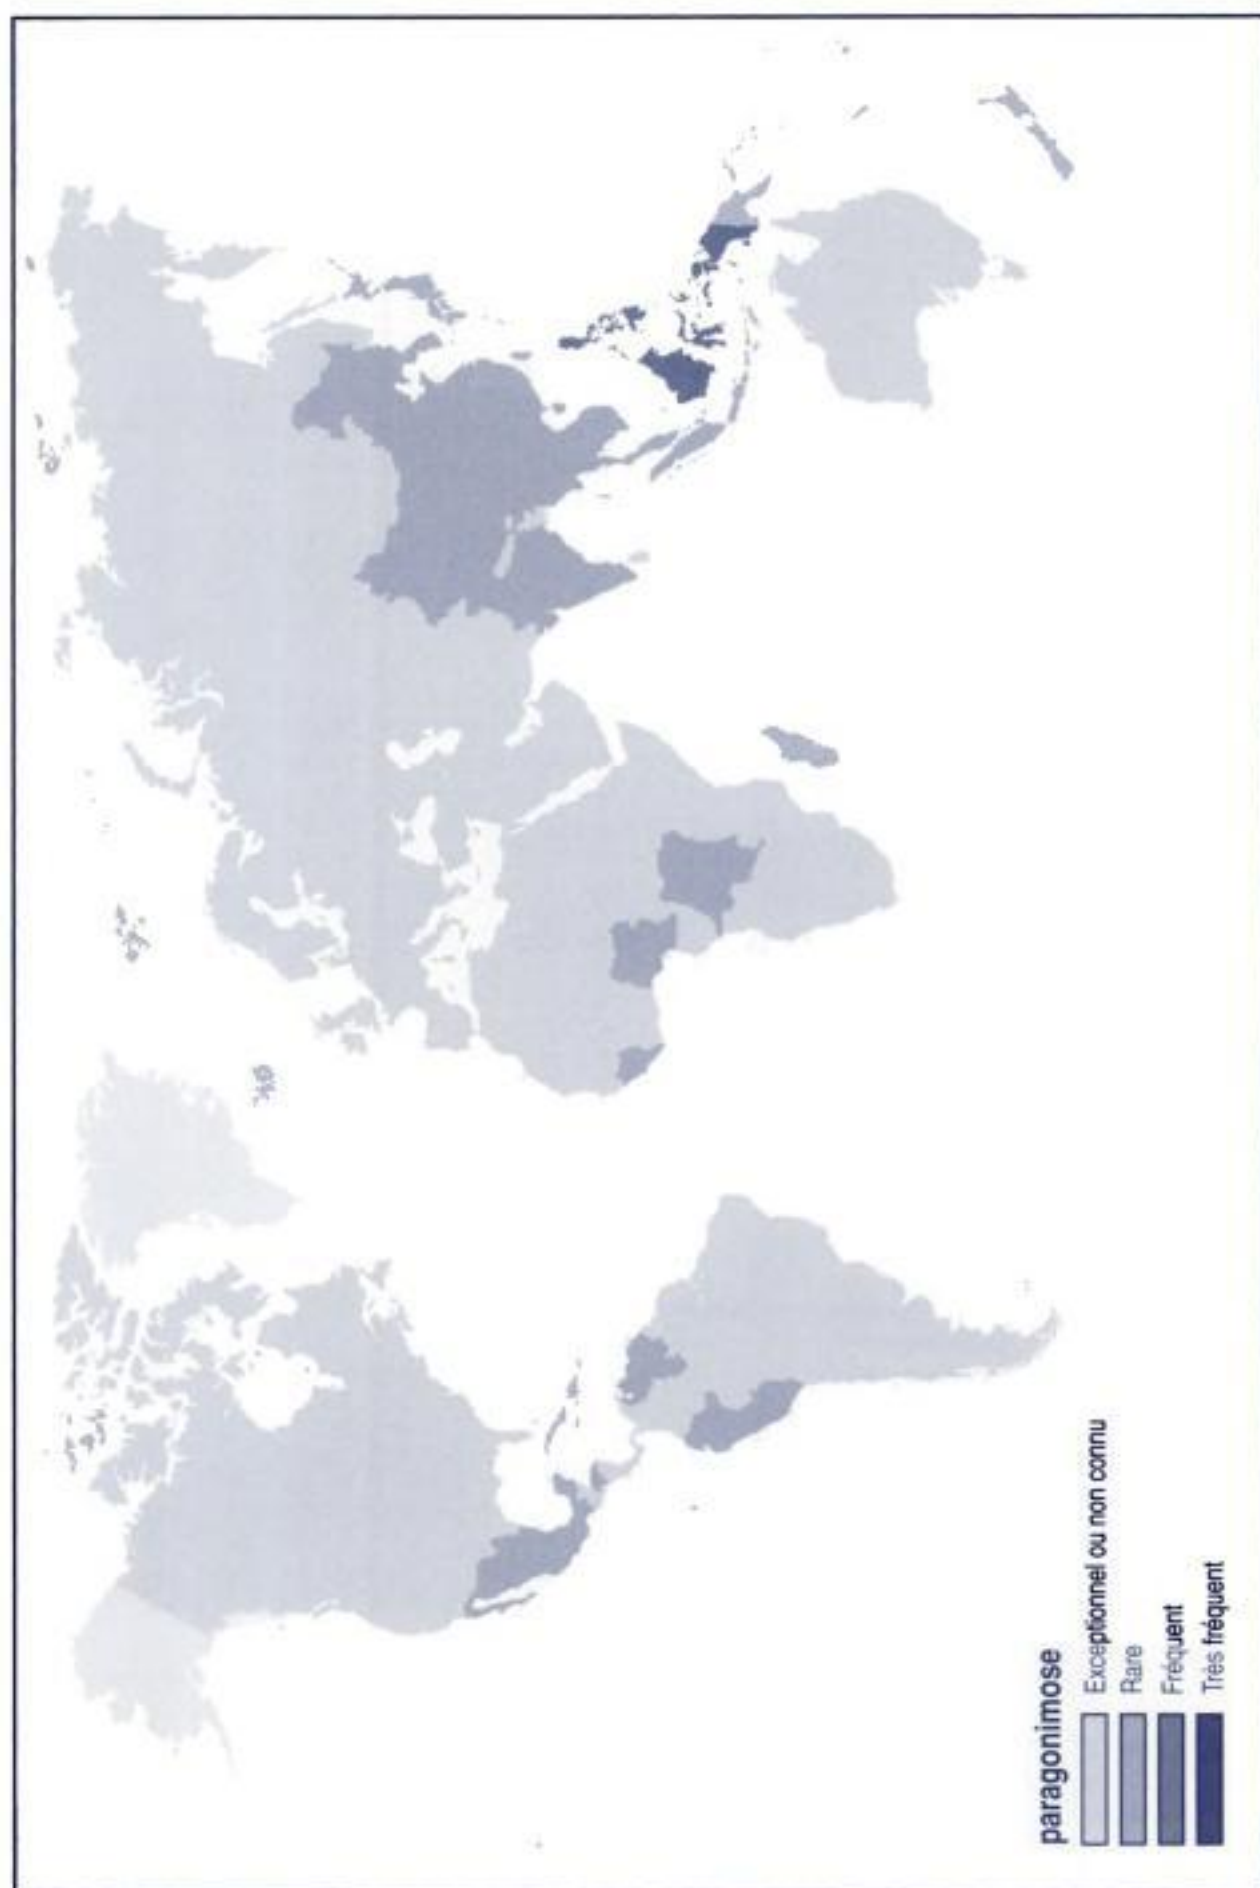 paragonimose
Exceptionnel ou non connu
Rare
Fréquent
Très fréquent